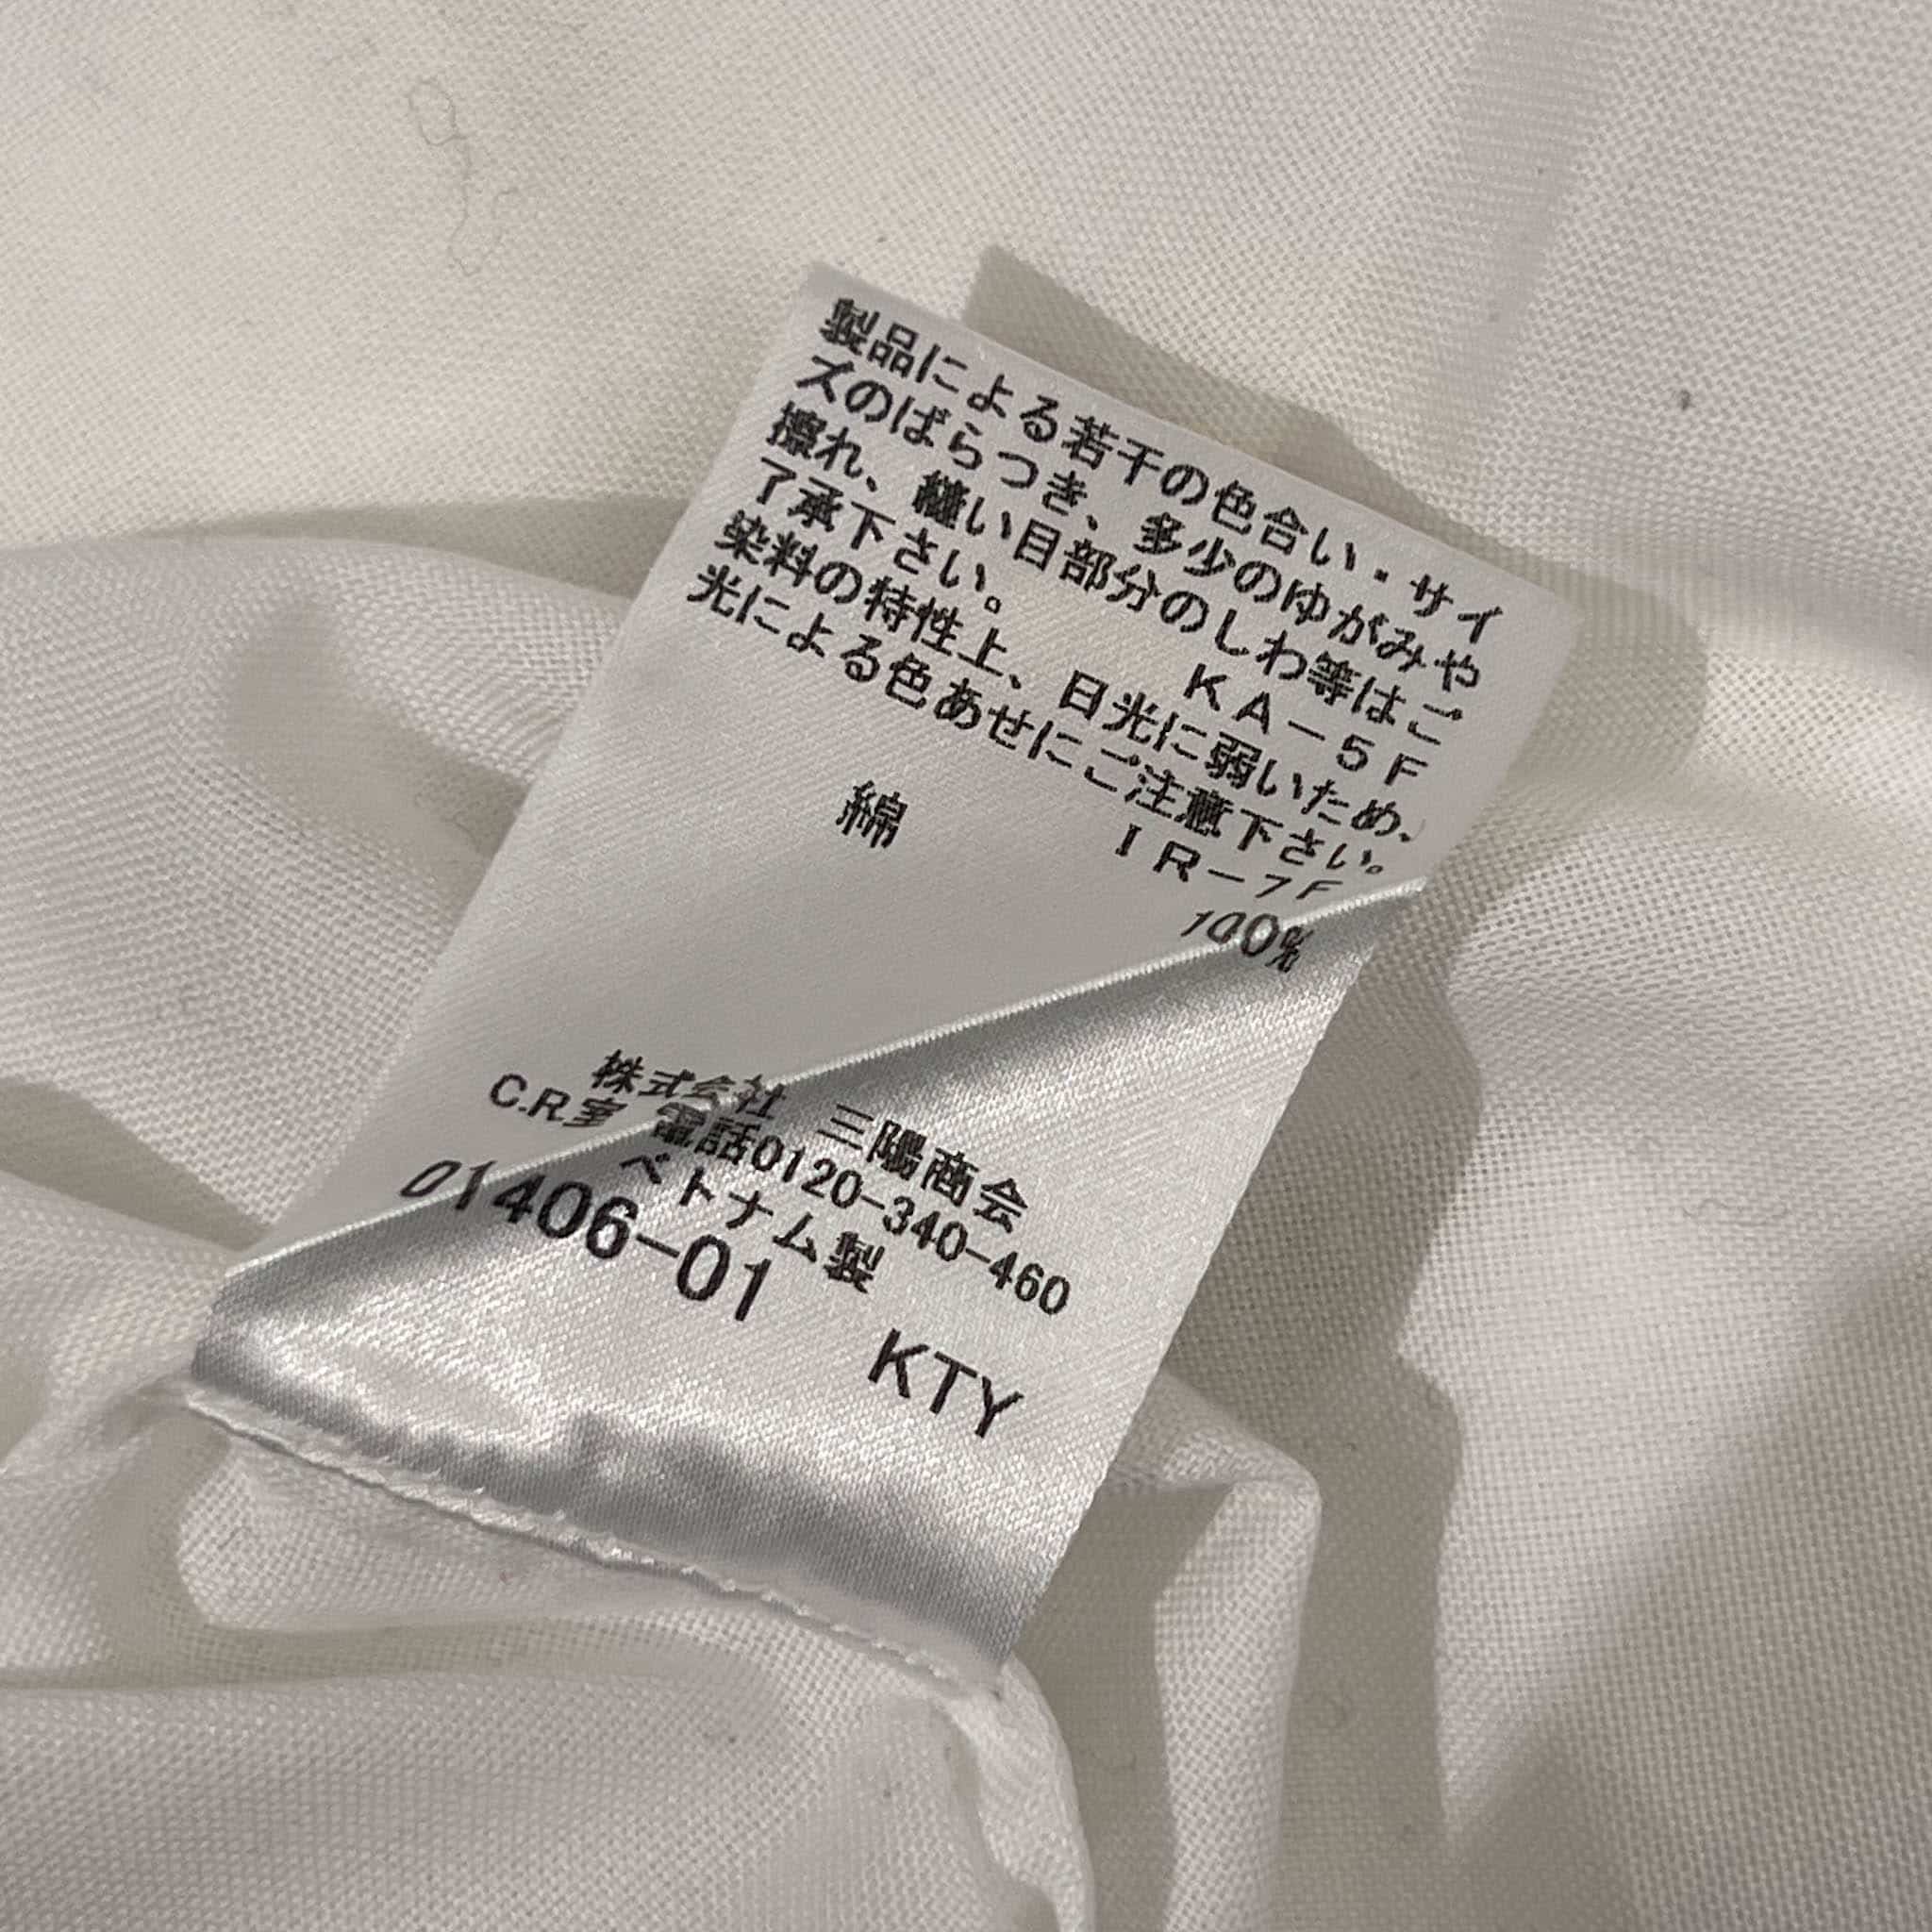 製品による若干の色合い・サイ
ズのばらつき、多少のゆがみや
擦れ、縫い目部分のしわ等はご
了承下さい。 KA－5F
染料の特性上、日光に弱いため、
光による色あせにご注意下さい。
IR－7F
綿 100%
株式会社 三陽商会
C.R室 電話0120-340-460
ベトナム製
01406-01 KTY